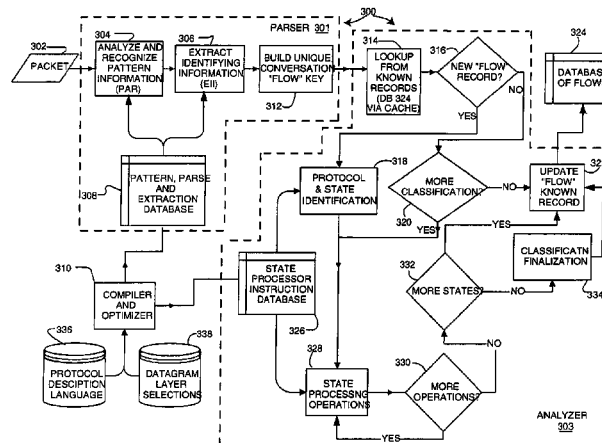 PARSER 301
300
302
PACKET
304
ANALYZE AND
RECOGNIZE
PATTERN
INFORMATION
(PAR)
306
EXTRACT
IDENTIFYING
INFORMATION
(EII)
BUILD UNIQUE
CONVERSATION
"FLOW" KEY
312
314
LOOKUP
FROM
KNOWN
RECORDS
(DB 324
VIA CACHE)
316
NEW "FLOW"
RECORD?
NO
YES
324
DATABASE
OF FLOW
308
PATTERN, PARSE
AND
EXTRACTION
DATABASE
318
PROTOCOL
& STATE
IDENTIFICATION
MORE
CLASSIFICATION?
320
NO
YES
32
UPDATE
"FLOW"
KNOWN
RECORD
YES
310
COMPILER
AND
OPTIMIZER
STATE
PROCESSOR
INSTRUCTION
DATABASE
326
332
MORE STATES?
NO
CLASSIFICATN
FINALIZATION
334
NO
336
PROTOCOL
DESCIPTION
LANGUAGE
338
DATAGRAM
LAYER
SELECTIONS
328
STATE
PROCESSNG
OPERATIONS
330
MORE
OPERATIONS?
YES
ANALYZER
303